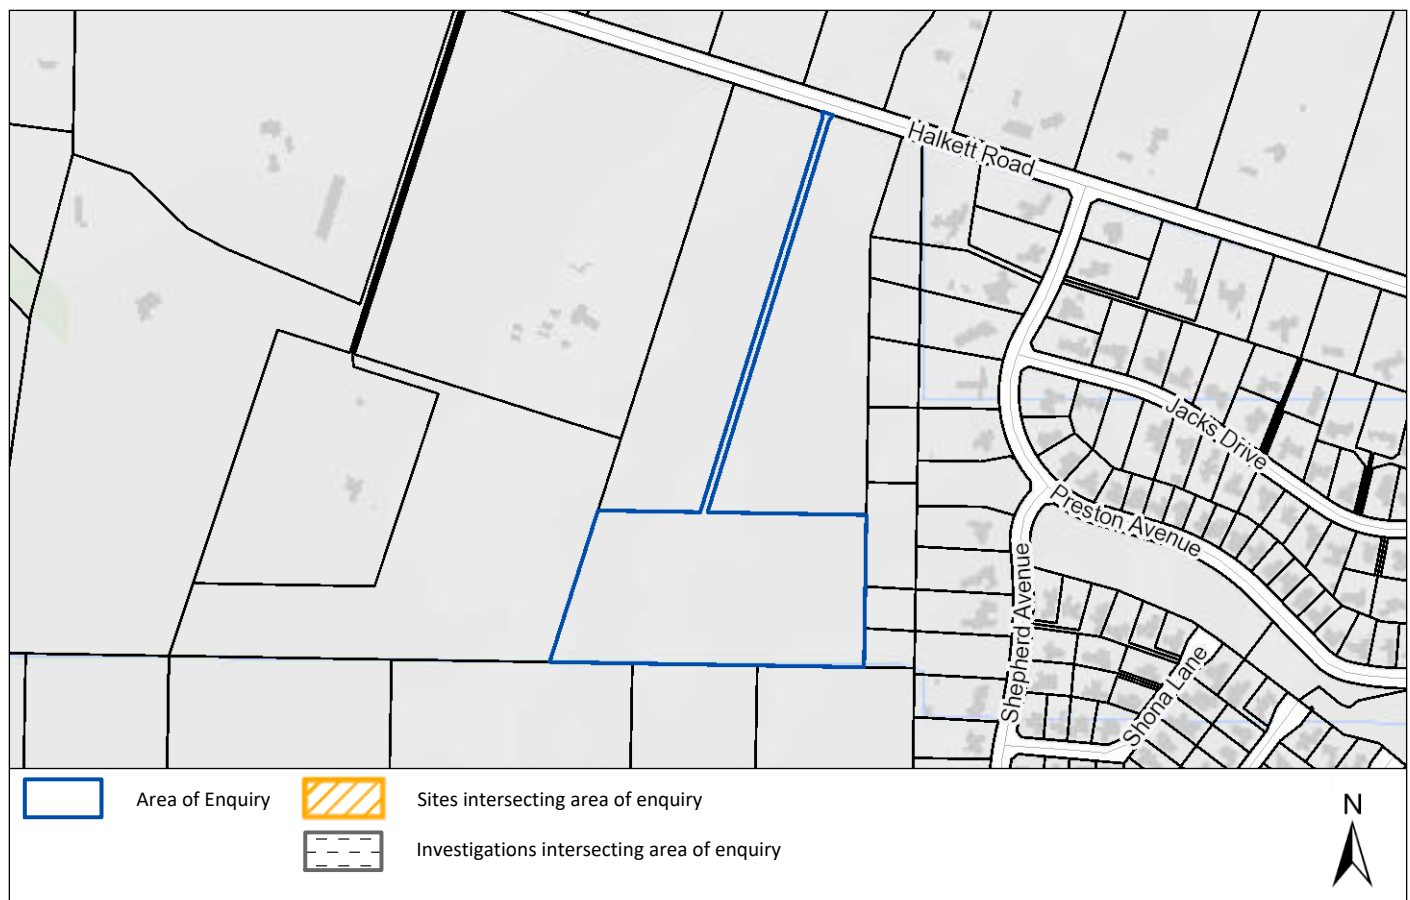 Halkett Road
Jacks Drive
Preston Avenue
Shepherd Avenue
Shona Lane
Area of Enquiry
Sites intersecting area of enquiry
Investigations intersecting area of enquiry
N